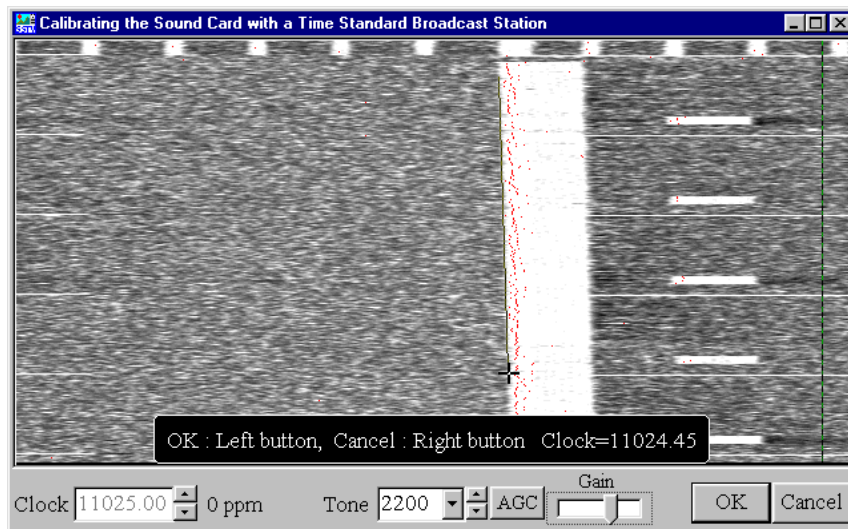 Calibrating the Sound Card with a Time Standard Broadcast Station
OK : Left button, Cancel : Right button Clock=11024.45
Gain
Clock 11025.00 0 ppm Tone 2200 AGC OK Cancel